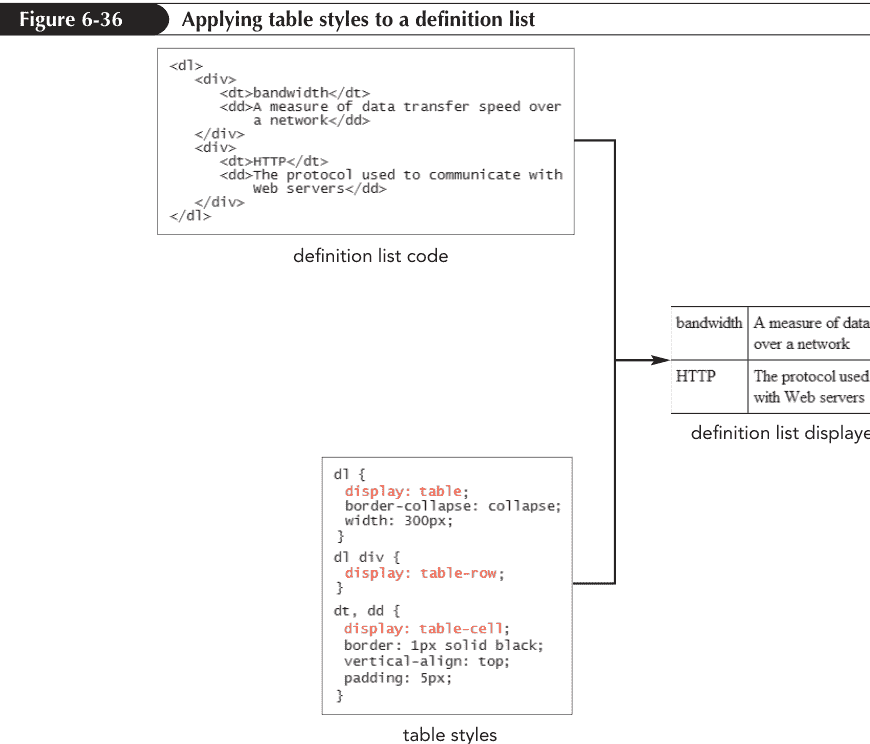 Figure 6-36 Applying table styles to a definition list
<dl>
<div>
<dt>bandwidth</dt>
<dd>A measure of data transfer speed over
a network</dd>
</div>
<div>
<dt>HTTP</dt>
<dd>The protocol used to communicate with
Web servers</dd>
</div>
</dl>
definition list code
bandwidth A measure of data
over a network
HTTP The protocol used
with Web servers
definition list displaye
dl {
display: table;
border-collapse: collapse;
width: 300px;
}
dl div {
display: table-row;
}
dt, dd {
display: table-cell;
border: 1px solid black;
vertical-align: top;
padding: 5px;
}
table styles